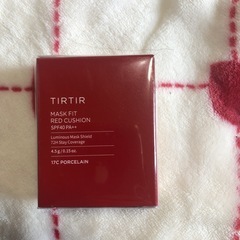 TIRTIR
MASK FIT
RED CUSHION
SPF40 PA++
Luminous Mask Shield
72H Stay Coverage
4.5 g / 0.15 oz.
17C PORCELAIN